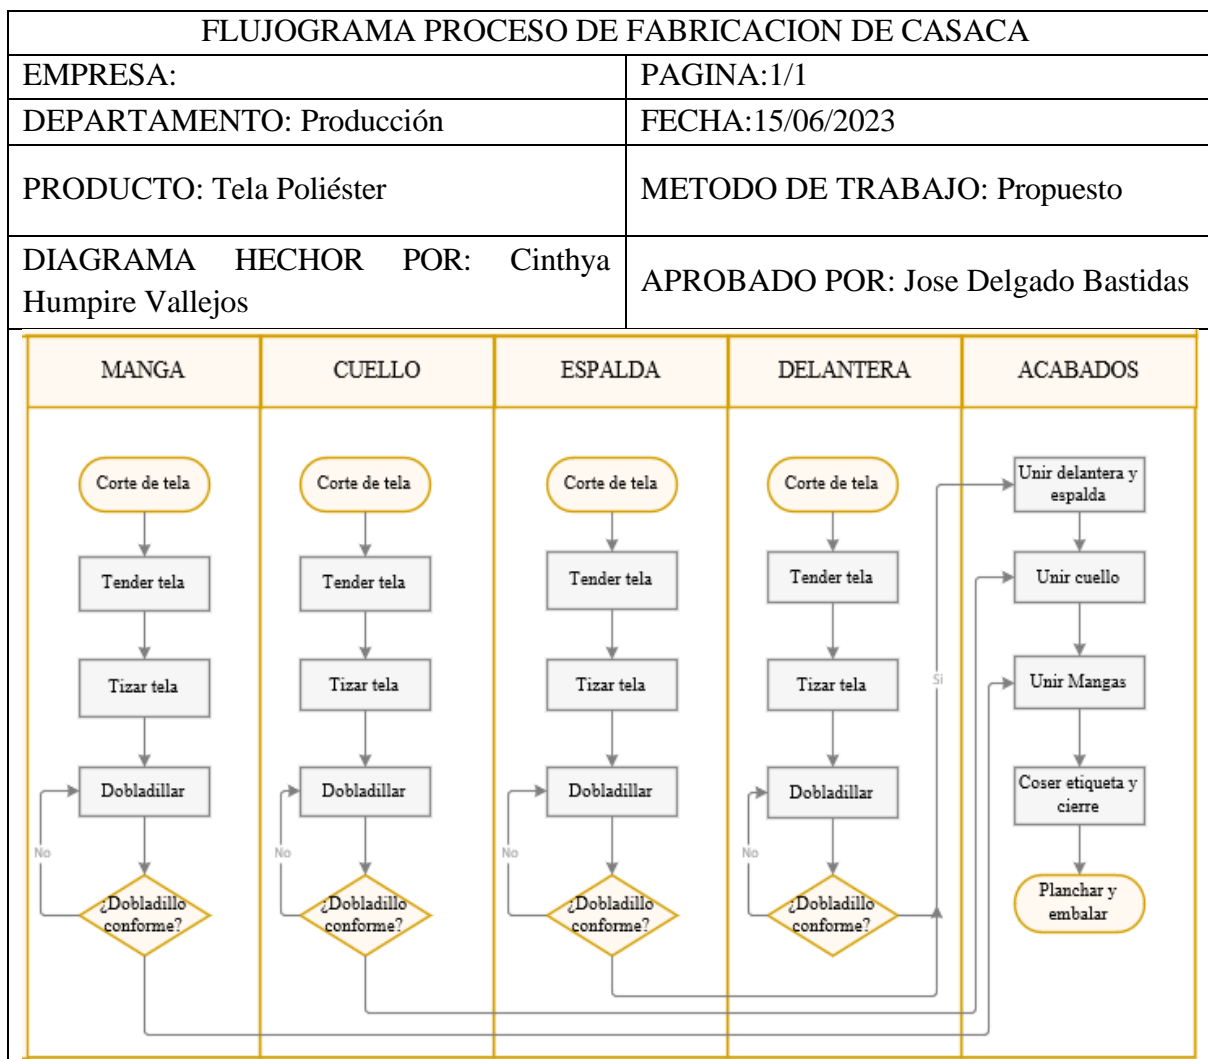 FLUJOGRAMA PROCESO DE FABRICACION DE CASACA
EMPRESA:
PAGINA:1/1
DEPARTAMENTO: Producción
FECHA:15/06/2023
PRODUCTO: Tela Poliéster
METODO DE TRABAJO: Propuesto
DIAGRAMA HECHOR POR: Cinthya
Humpire Vallejos
APROBADO POR: Jose Delgado Bastidas
MANGA
CUELLO
ESPALDA
DELANTERA
ACABADOS
Corte de tela
Tender tela
Tizar tela
Dobladillar
No
¿Dobladillo
conforme?
Corte de tela
Tender tela
Tizar tela
Dobladillar
No
¿Dobladillo
conforme?
Corte de tela
Tender tela
Tizar tela
Dobladillar
No
¿Dobladillo
conforme?
Corte de tela
Tender tela
Tizar tela
Dobladillar
No
¿Dobladillo
conforme?
Si
Unir delantera y
espalda
Unir cuello
Unir Mangas
Coser etiqueta y
cierre
Planchar y
embalar